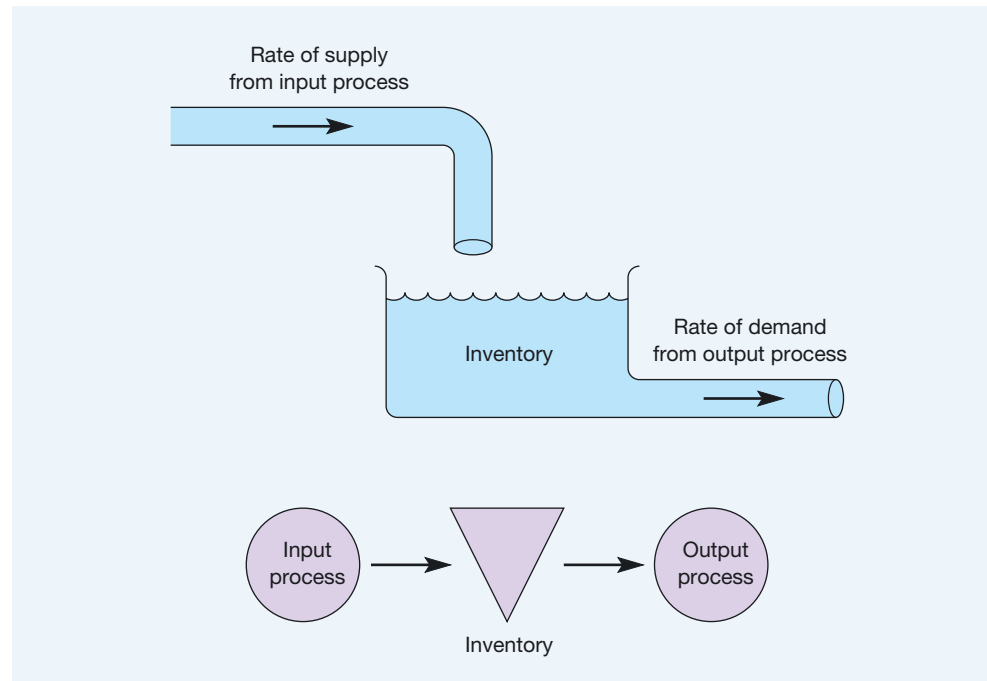 Rate of supply
from input process
Inventory
Rate of demand
from output process
Input
process
Output
process
Inventory